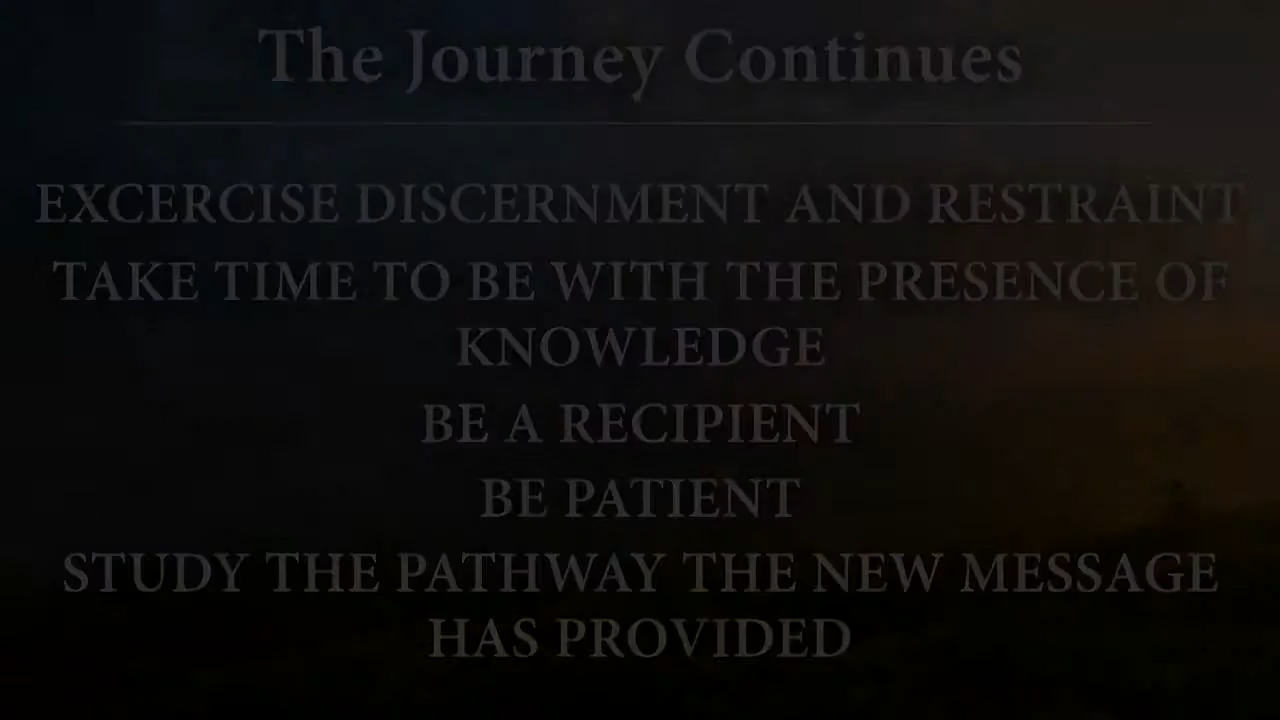 The Journey Continues
EXCERCISE DISCERNMENT AND RESTRAINT
TAKE TIME TO BE WITH THE PRESENCE OF
KNOWLEDGE
BE A RECIPIENT
BE PATIENT
STUDY THE PATHWAY THE NEW MESSAGE
HAS PROVIDED